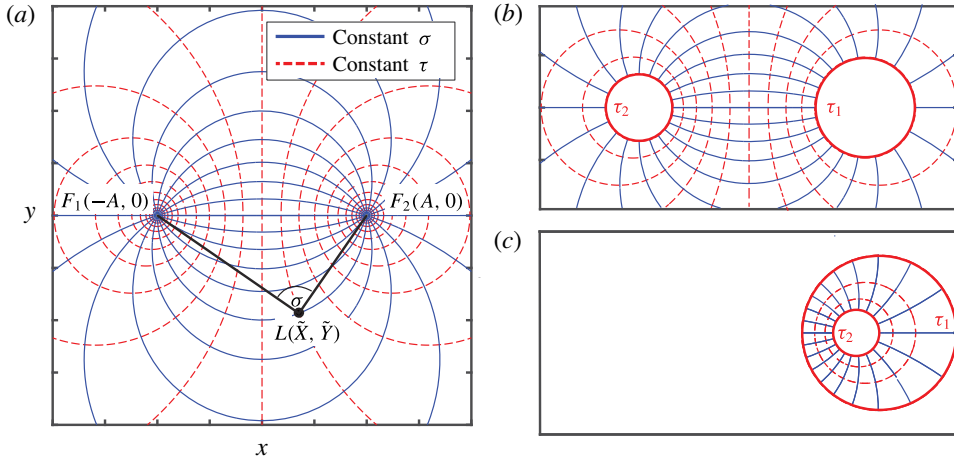 (a)
Constant σ
Constant τ
F₁(−A, 0)
F₂(A, 0)
y
σ
L(X̃, Ỹ)
x
(b)
τ₂
τ₁
(c)
τ₂
τ₁